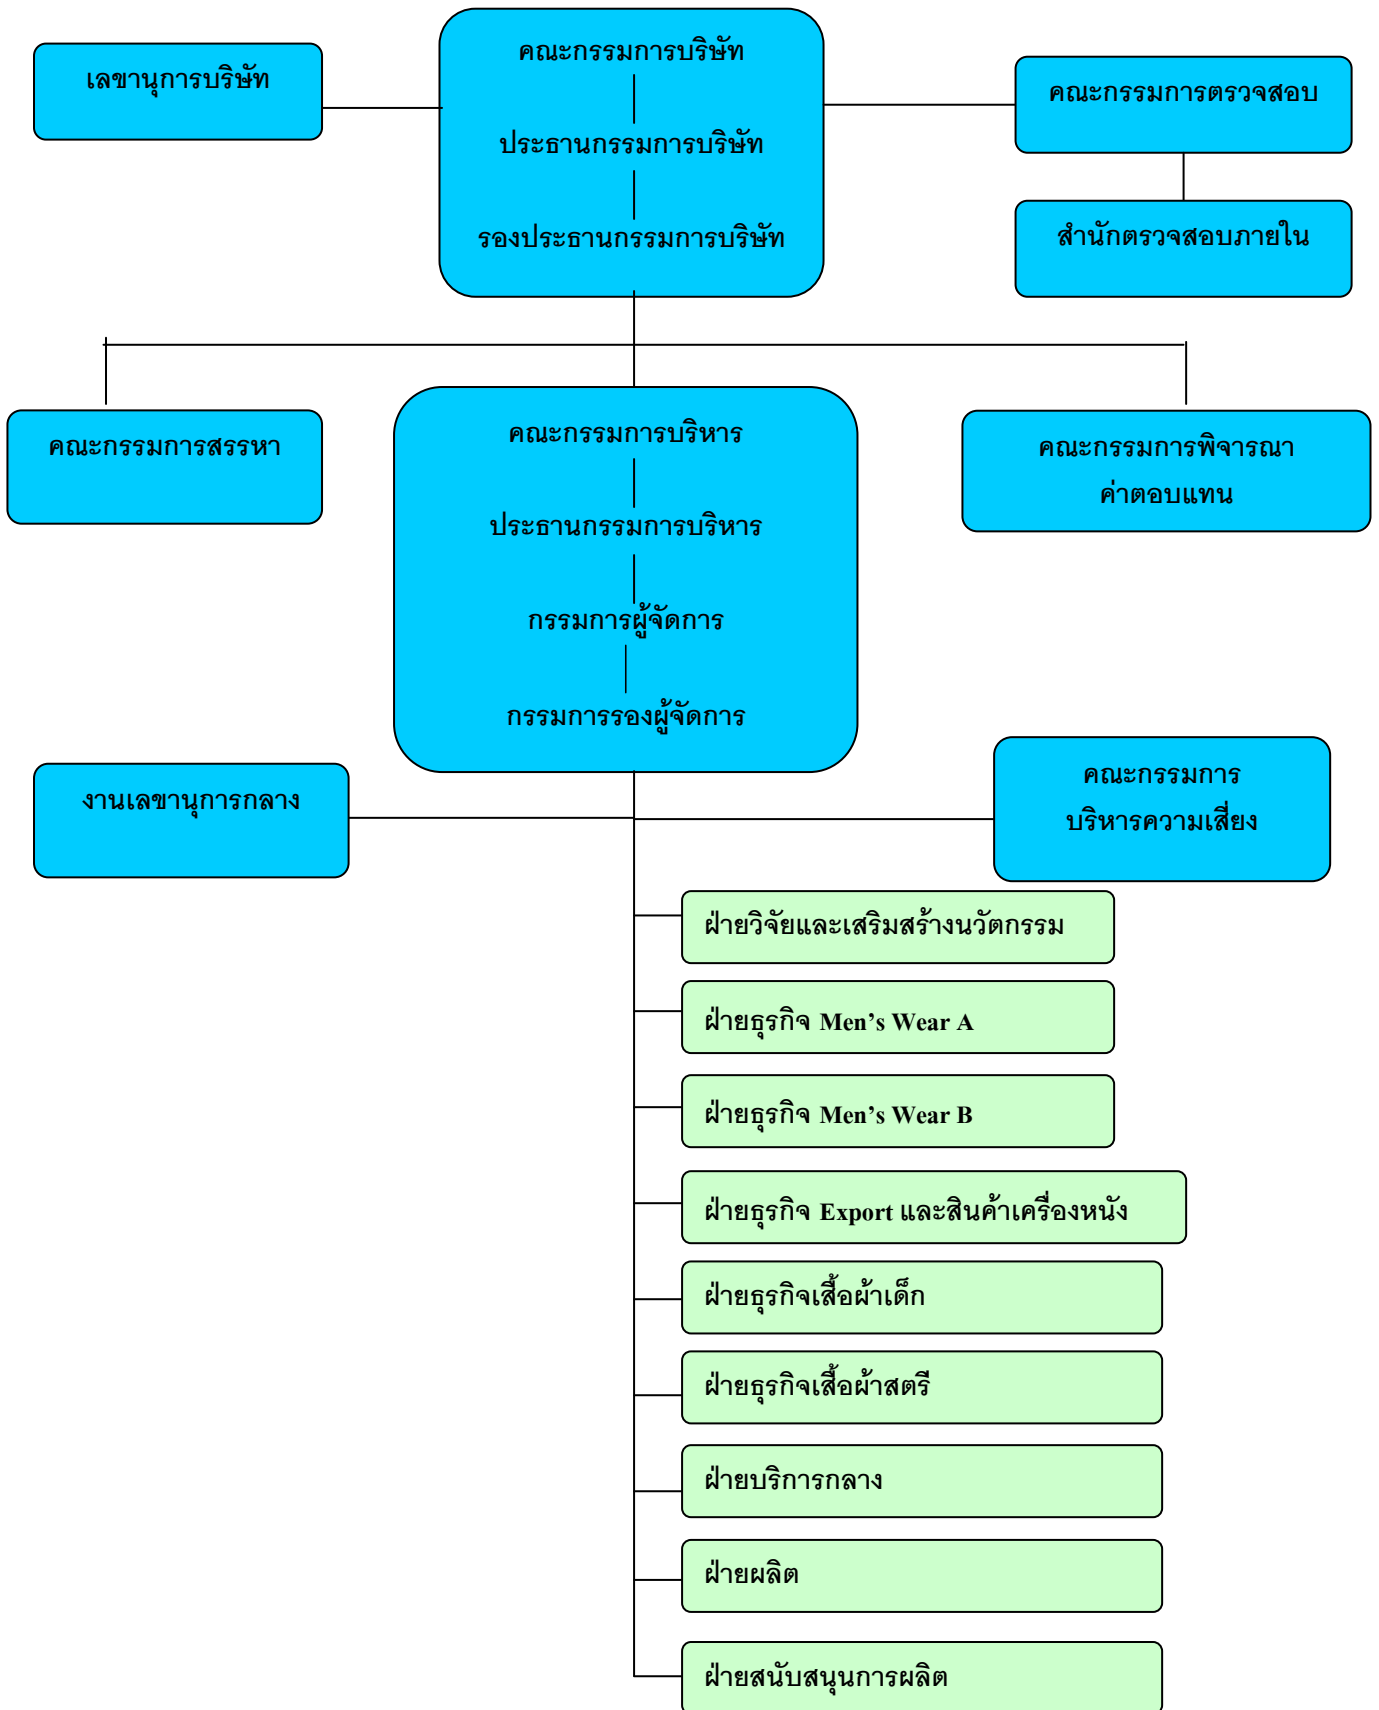 คณะกรรมการบริษัท
เลขานุการบริษัท
คณะกรรมการตรวจสอบ
ประธานกรรมการบริษัท
รองประธานกรรมการบริษัท
สำนักตรวจสอบภายใน
คณะกรรมการสรรหา
คณะกรรมการบริหาร
คณะกรรมการพิจารณา
ค่าตอบแทน
ประธานกรรมการบริหาร
กรรมการผู้จัดการ
กรรมการรองผู้จัดการ
งานเลขานุการกลาง
คณะกรรมการ
บริหารความเสี่ยง
ฝ่ายวิจัยและเสริมสร้างนวัตกรรม
ฝ่ายธุรกิจ Men’s Wear A
ฝ่ายธุรกิจ Men’s Wear B
ฝ่ายธุรกิจ Export และสินค้าเครื่องหนัง
ฝ่ายธุรกิจเสื้อผ้าเด็ก
ฝ่ายธุรกิจเสื้อผ้าสตรี
ฝ่ายบริการกลาง
ฝ่ายผลิต
ฝ่ายสนับสนุนการผลิต